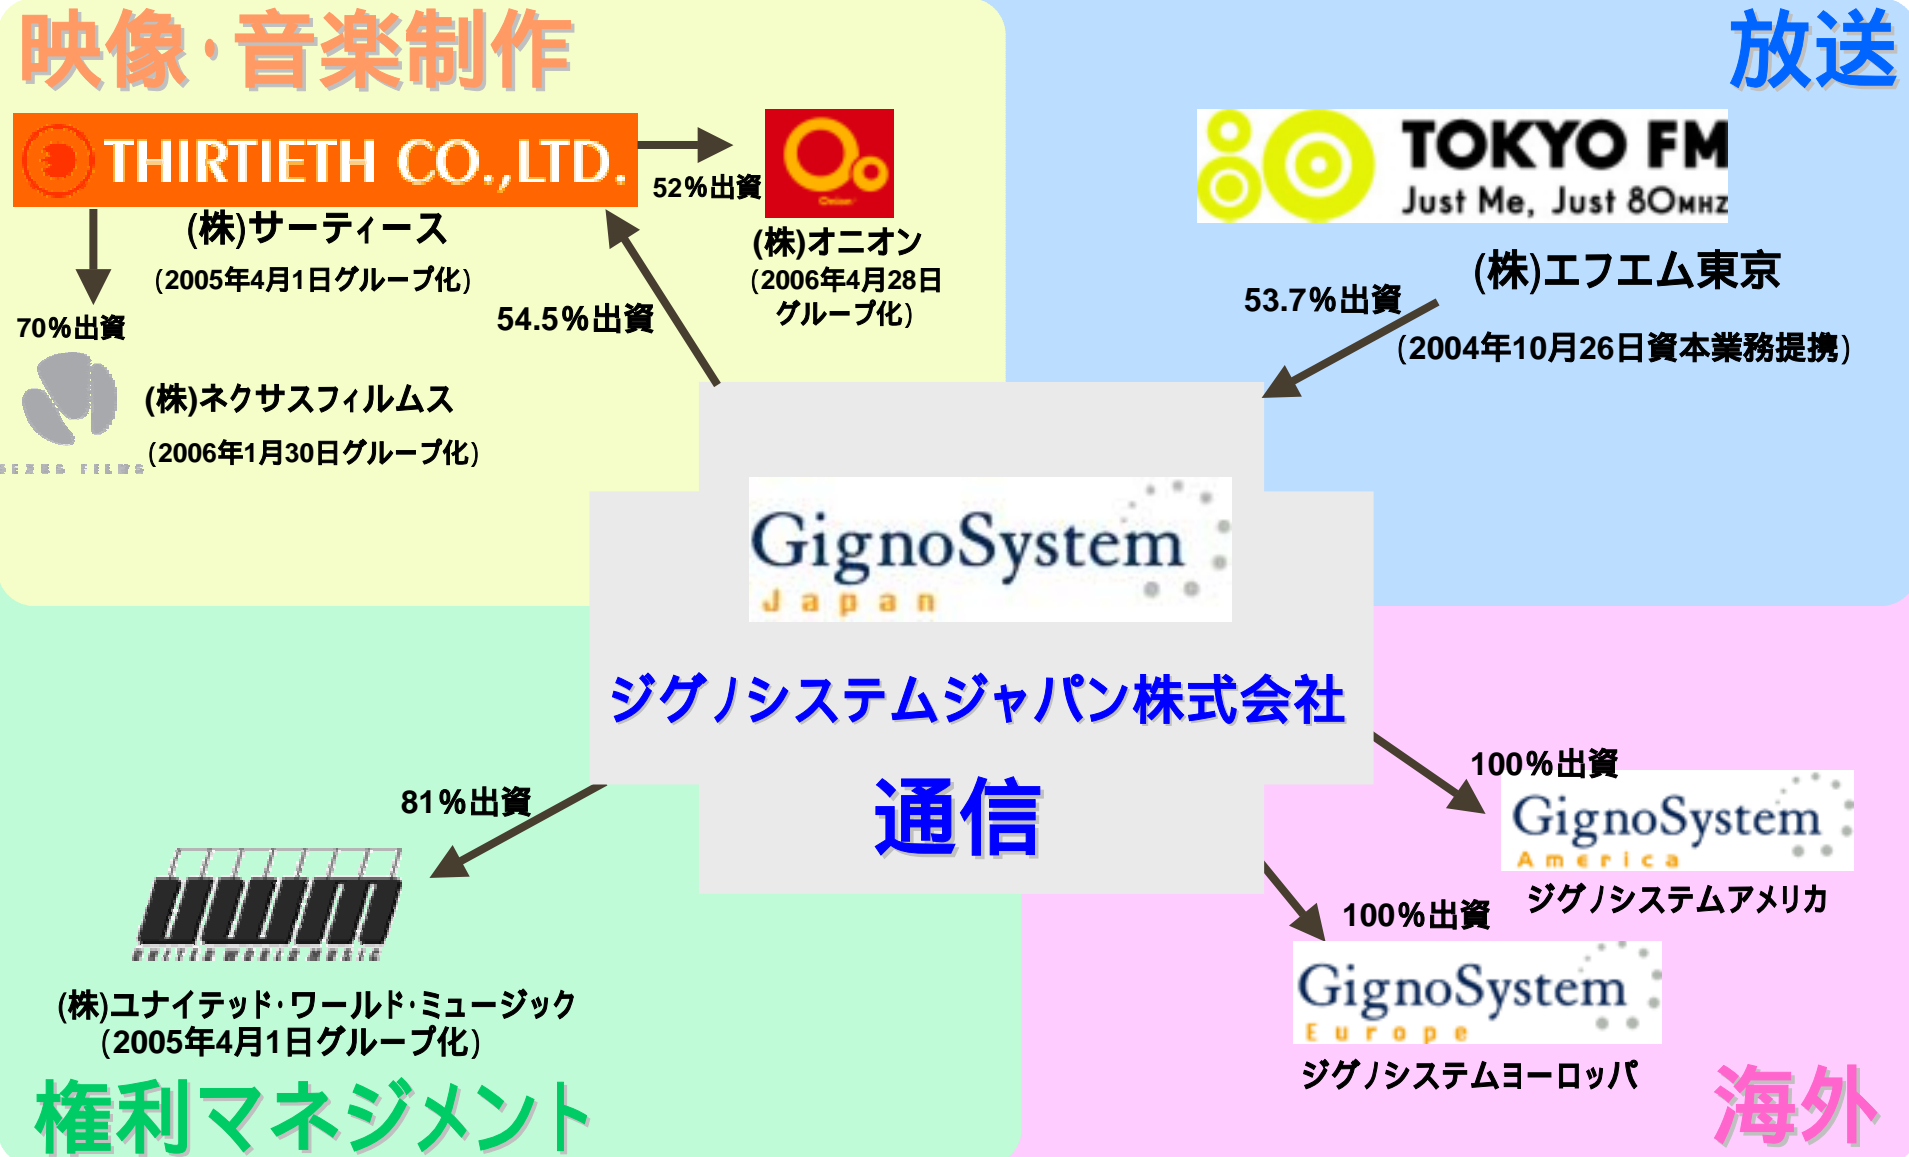 映像・音楽制作
放送
THIRTIETH CO.,LTD.
52%出資
Onion
(株)サーティース
(2005年4月1日グループ化)
(株)オニオン
(2006年4月28日
グループ化)
TOKYO FM
Just Me, Just 80MHZ
(株)エフエム東京
53.7%出資
(2004年10月26日資本業務提携)
54.5%出資
70%出資
(株)ネクサスフィルムス
(2006年1月30日グループ化)
GignoSystem
Japan
ジグノシステムジャパン株式会社
通信
81%出資
uwm
UNITED WORLD MUSIC
(株)ユナイテッド・ワールド・ミュージック
(2005年4月1日グループ化)
権利マネジメント
100%出資
GignoSystem
America
ジグノシステムアメリカ
100%出資
GignoSystem
Europe
ジグノシステムヨーロッパ
海外